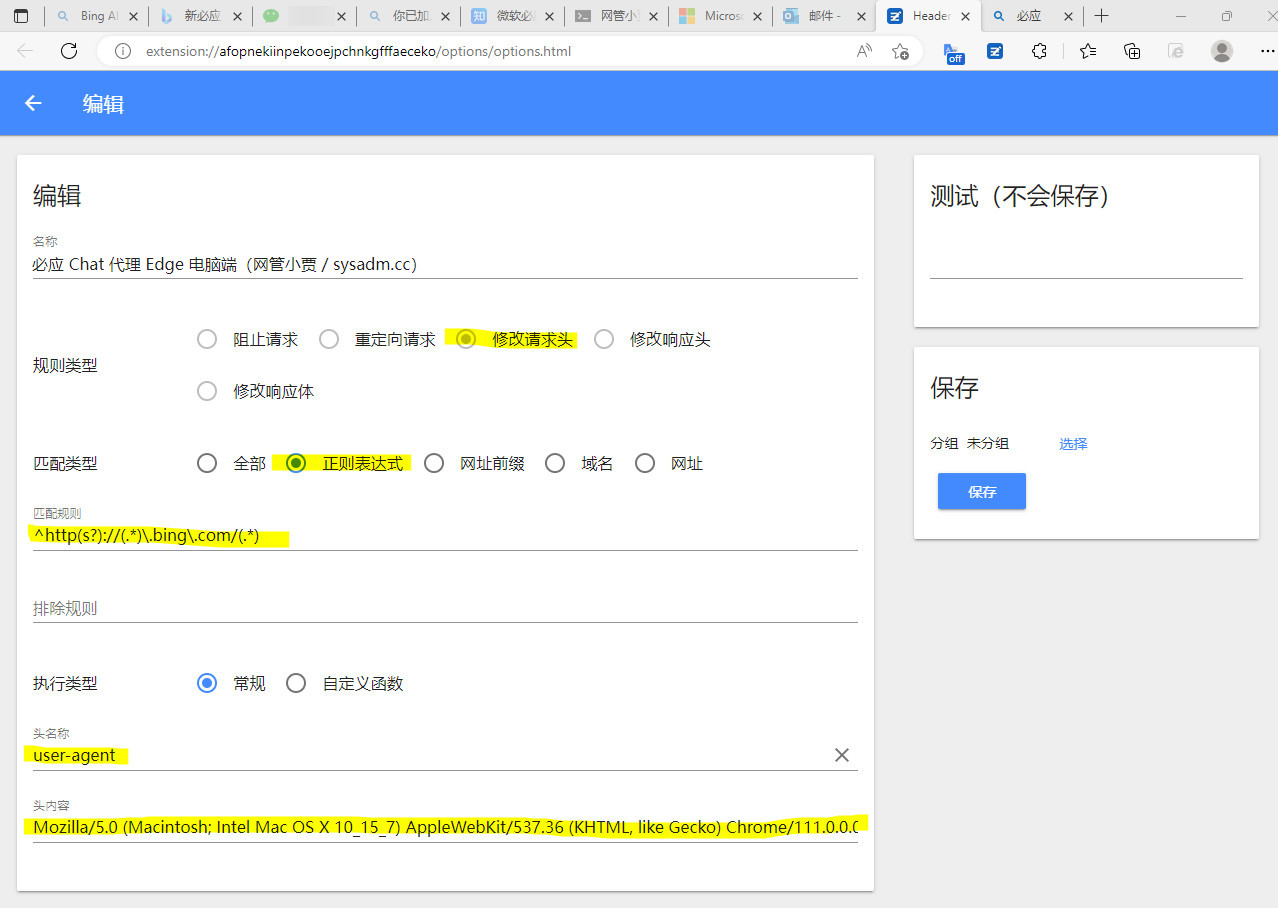 Bing AI
新必应
你已加
微软必
网管小
Microso
邮件 -
Header
必应
extension://afopnekiinpekooejpchnkgfffaeceko/options/options.html
off
编辑
编辑
名称
必应 Chat 代理 Edge 电脑端（网管小贾 / sysadm.cc）
规则类型
阻止请求
重定向请求
修改请求头
修改响应头
修改响应体
匹配类型
全部
正则表达式
网址前缀
域名
网址
匹配规则
^http(s?)://(.*)\.bing\.com/(.*)
排除规则
执行类型
常规
自定义函数
头名称
user-agent
头内容
Mozilla/5.0 (Macintosh; Intel Mac OS X 10_15_7) AppleWebKit/537.36 (KHTML, like Gecko) Chrome/111.0.0.0
测试（不会保存）
保存
分组 未分组
选择
保存